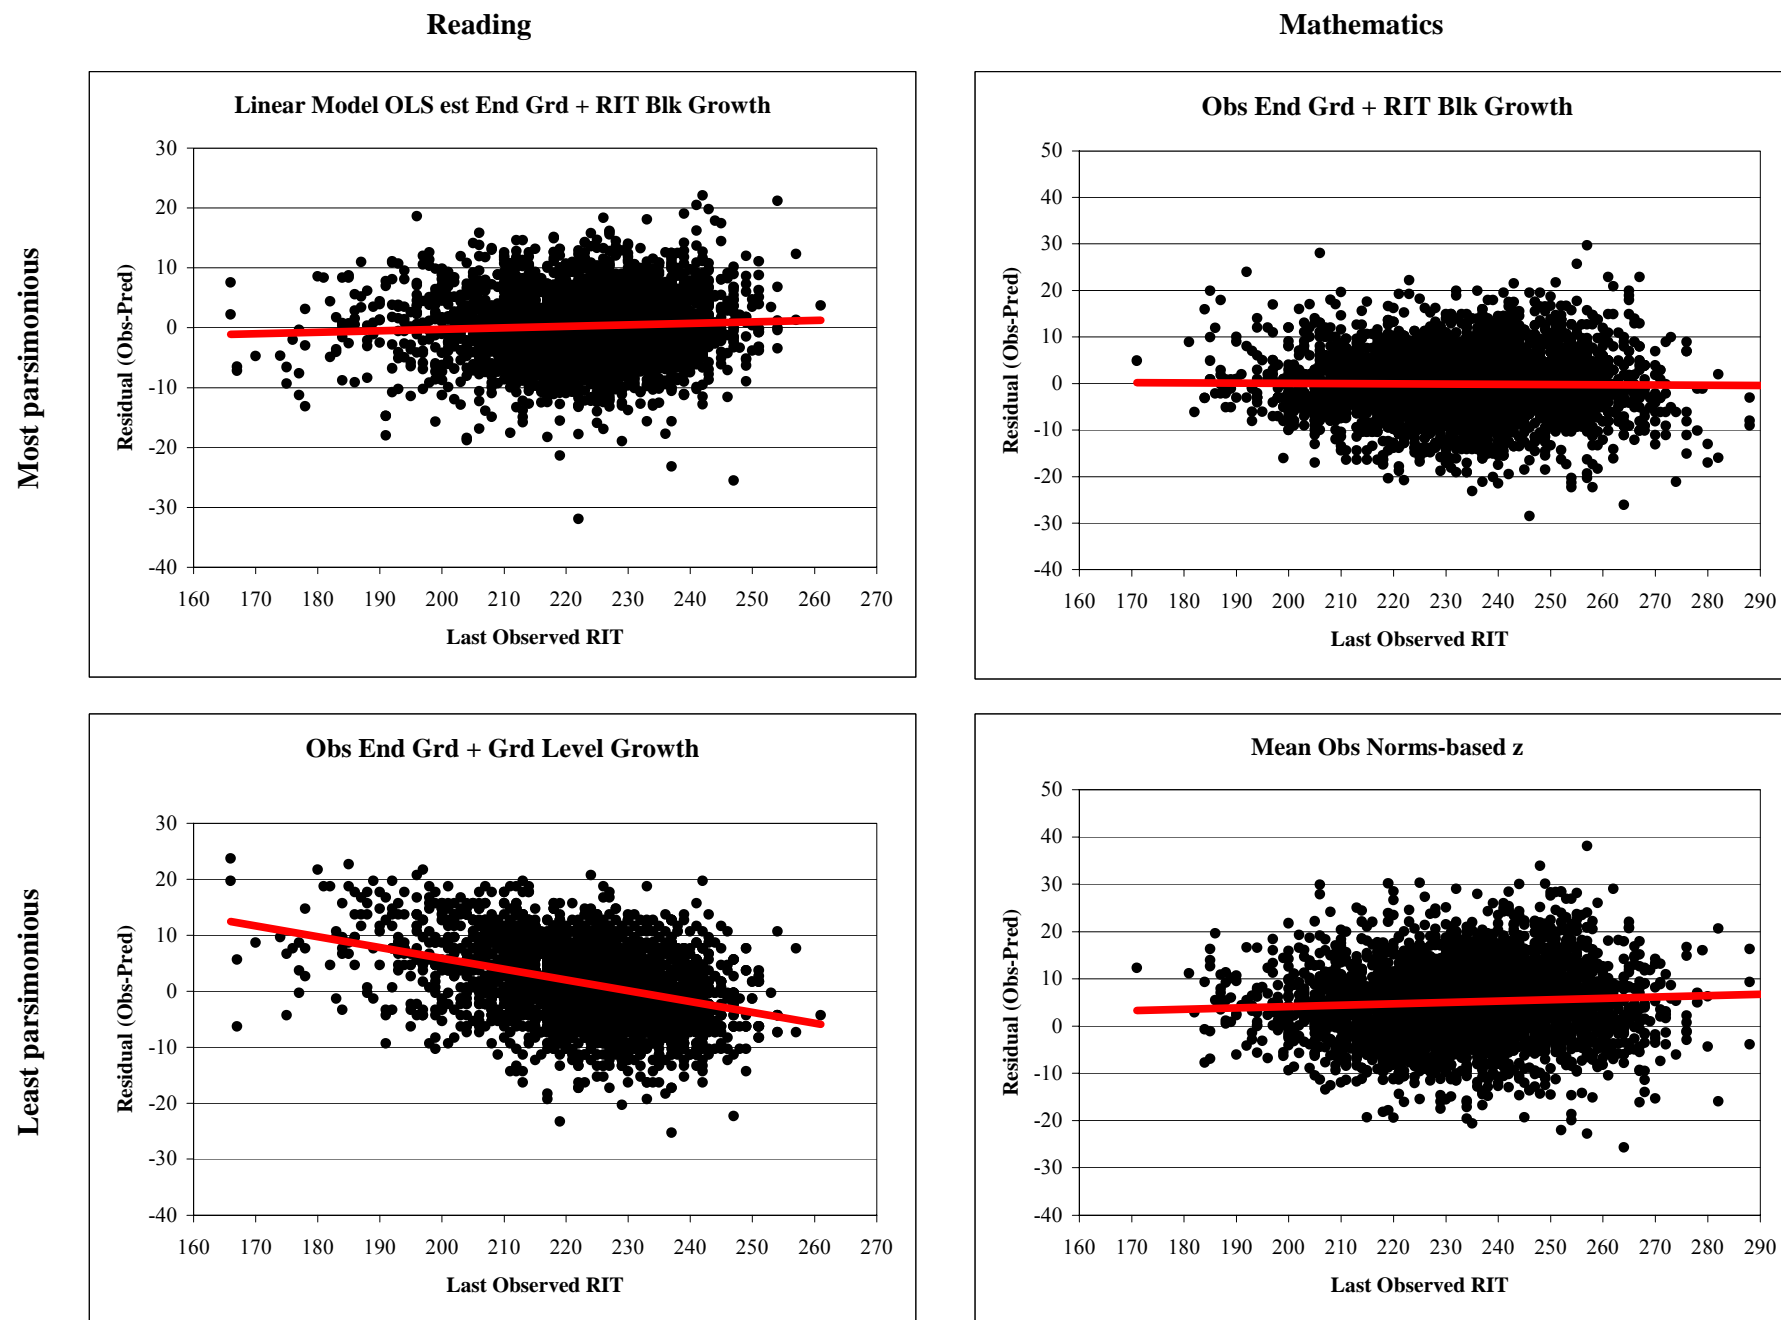 Reading
Mathematics
Most parsimonious
Linear Model OLS est End Grd + RIT Blk Growth
Residual (Obs-Pred)
30
20
10
0
-10
-20
-30
-40
160 170 180 190 200 210 220 230 240 250 260 270
Last Observed RIT
Obs End Grd + RIT Blk Growth
Residual (Obs-Pred)
50
40
30
20
10
0
-10
-20
-30
-40
160 170 180 190 200 210 220 230 240 250 260 270 280 290
Last Observed RIT
Least parsimonious
Obs End Grd + Grd Level Growth
Residual (Obs-Pred)
30
20
10
0
-10
-20
-30
-40
160 170 180 190 200 210 220 230 240 250 260 270
Last Observed RIT
Mean Obs Norms-based z
Residual (Obs-Pred)
50
40
30
20
10
0
-10
-20
-30
-40
160 170 180 190 200 210 220 230 240 250 260 270 280 290
Last Observed RIT